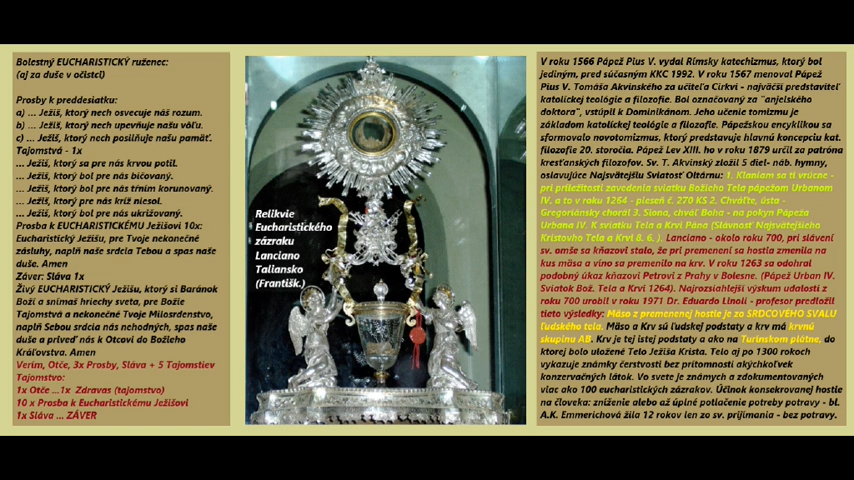 Bolestný EUCHARISTICKÝ ruženec:
(aj za duše v očistci)
Prosby k preddesiatku:
a) ... Ježiš, ktorý nech osvecuje náš rozum.
b) ... Ježiš, ktorý nech upevňuje našu vôľu.
c) ... Ježiš, ktorý nech posilňuje našu pamäť.
Tajomstvá - 1x
... Ježiš, ktorý sa pre nás krvou potil.
... Ježiš, ktorý bol pre nás bičovaný.
... Ježiš, ktorý bol pre nás tŕním korunovaný.
... Ježiš, ktorý pre nás kríž niesol.
... Ježiš, ktorý bol pre nás ukrižovaný.
Prosba k EUCHARISTICKÉMU Ježišovi 10x:
Eucharistický Ježišu, pre Tvoje nekonečné
zásluhy, naplň naše srdcia Tebou a spas naše
duše. Amen
Záver: Sláva 1x
Živý EUCHARISTICKÝ Ježišu, ktorý si Baránok
Boží a snímaš hriechy sveta, pre Božie
Tajomstvá a nekonečné Tvoje Milosrdenstvo,
naplň Sebou srdcia nás nehodných, spas naše
duše a priveď nás k Otcovi do Božieho
Kráľovstva. Amen
Verím, Otče, 3x Prosby, Sláva + 5 Tajomstiev
Tajomstvo:
1x Otče ...1x Zdravas (tajomstvo)
10 x Prosba k Eucharistickému Ježišovi
1x Sláva ... ZÁVER
Relikvie
Eucharistického
zázraku
Lanciano
Taliansko
(Františk.)
V roku 1566 Pápež Pius V. vydal Rímsky katechizmus, ktorý bol
jediným, pred súčasným KKC 1992. V roku 1567 menoval Pápež
Pius V. Tomáša Akvinského za učiteľa Cirkvi - najväčší predstaviteľ
katolíckej teológie a filozofie. Bol označovaný za "anjelského
doktora", vstúpil k Dominikánom. Jeho učenie tomizmu je
základom katolíckej teológie a filozofie. Pápežskou encyklikou sa
sformovalo novotomizmus, ktorý predstavuje hlavnú koncepciu kat.
filozofie 20. storočia. Pápež Lev XIII. ho v roku 1879 určil za patróna
kresťanských filozofov. Sv. T. Akvinský zložil 5 diel- náb. hymny,
oslavujúce Najsvätejšiu Sviatosť Oltárnu: 1. Klaniam sa ti vrúcne -
pri príležitosti zavedenia sviatku Božieho Tela pápežom Urbanom
IV. a to v roku 1264 - pieseň č. 270 KS 2. Chváľte, ústa -
Gregoriánsky chorál 3. Siona, chváľ Boha - na pokyn Pápeža
Urbana IV. K sviatku Tela a Krvi Pána (Slávnosť Najsvätejšieho
Kristovho Tela a Krvi 8. 6. ). Lanciano - okolo roku 700, pri slávení
sv. omše sa kňazovi stalo, že pri premenení sa hostia zmenila na
kus mäsa a víno sa premenilo na krv. V roku 1263 sa odohral
podobný úkaz kňazovi Petrovi z Prahy v Bolesne. (Pápež Urban IV.
Sviatok Bož. Tela a Krvi 1264). Najrozsiahlejší výskum udalosti z
roku 700 urobil v roku 1971 Dr. Eduardo Linoli - profesor predložil
tieto výsledky: Mäso z premenenej hostie je zo SRDCOVÉHO SVALU
ľudského tela. Mäso a Krv sú ľudskej podstaty a krv má krvnú
skupinu AB. Krv je tej istej podstaty a ako na Turínskom plátne, do
ktorej bolo uložené Telo Ježiša Krista. Telo aj po 1300 rokoch
vykazuje známky čerstvosti bez prítomnosti akýchkoľvek
konzervačných látok. Vo svete je známych a zdokumentovaných
viac ako 100 eucharistických zázrakov. Účinok konsekrovanej hostie
na človeka: zníženie alebo až úplné potlačenie potreby potravy - bl.
A.K. Emmerichová žila 12 rokov len zo sv. prijímania - bez potravy.